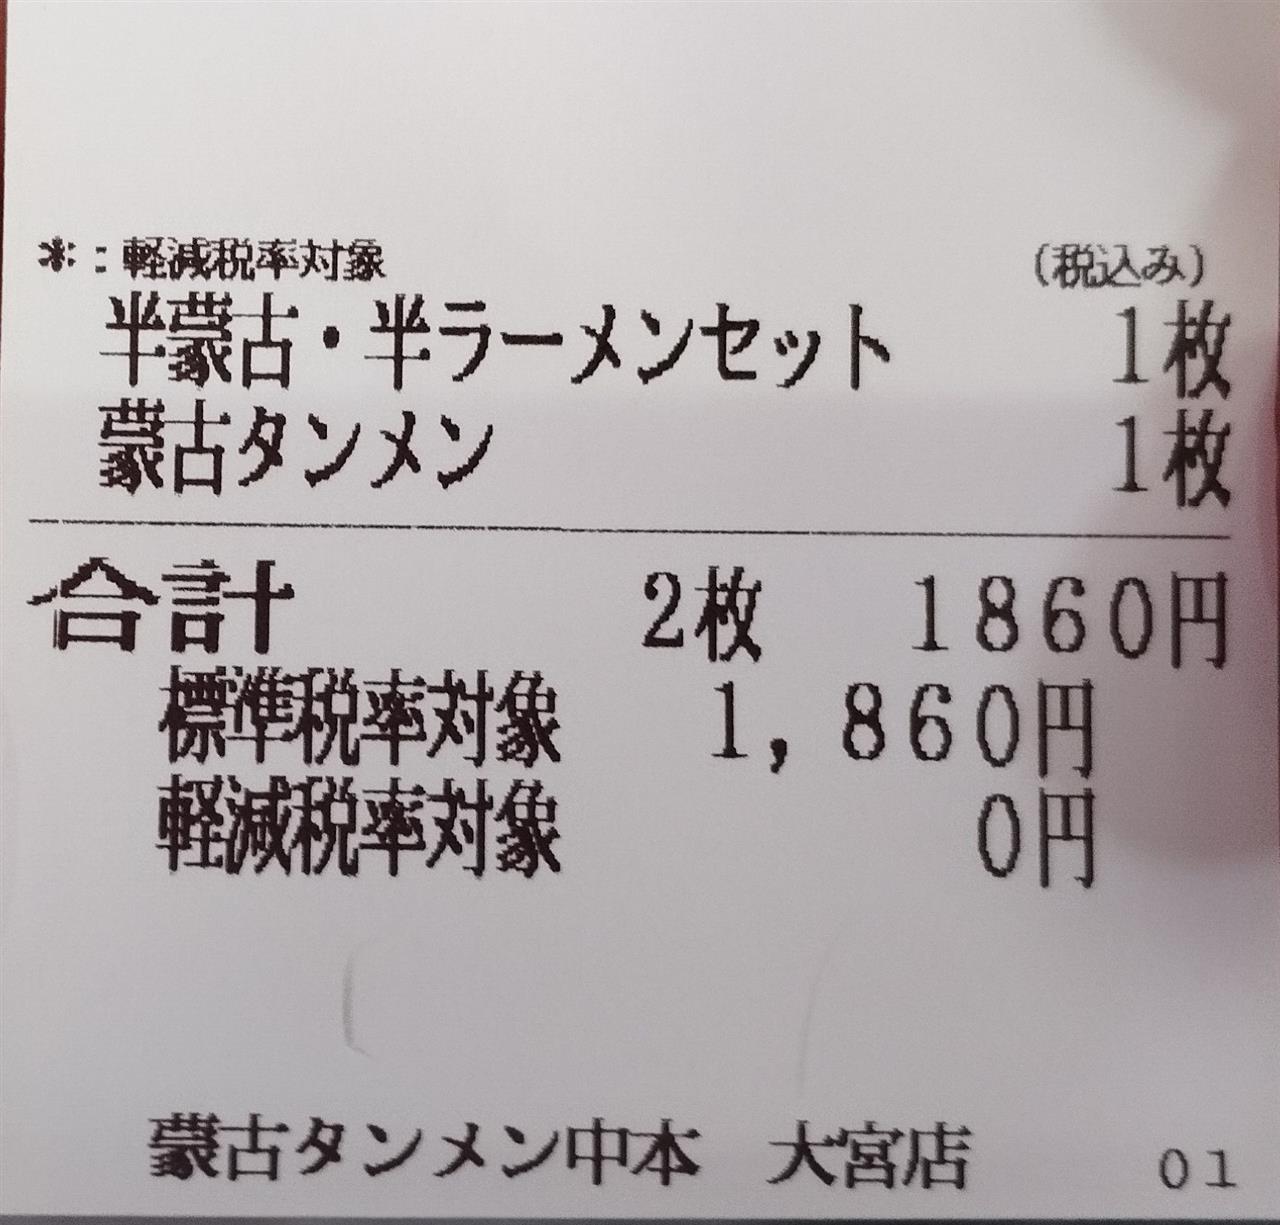 *:軽減税率対象 (税込み)
半蒙古・半ラーメンセット 1枚
蒙古タンメン 1枚
合計 2枚 1860円
標準税率対象 1,860円
軽減税率対象 0円
蒙古タンメン中本 大宮店 01